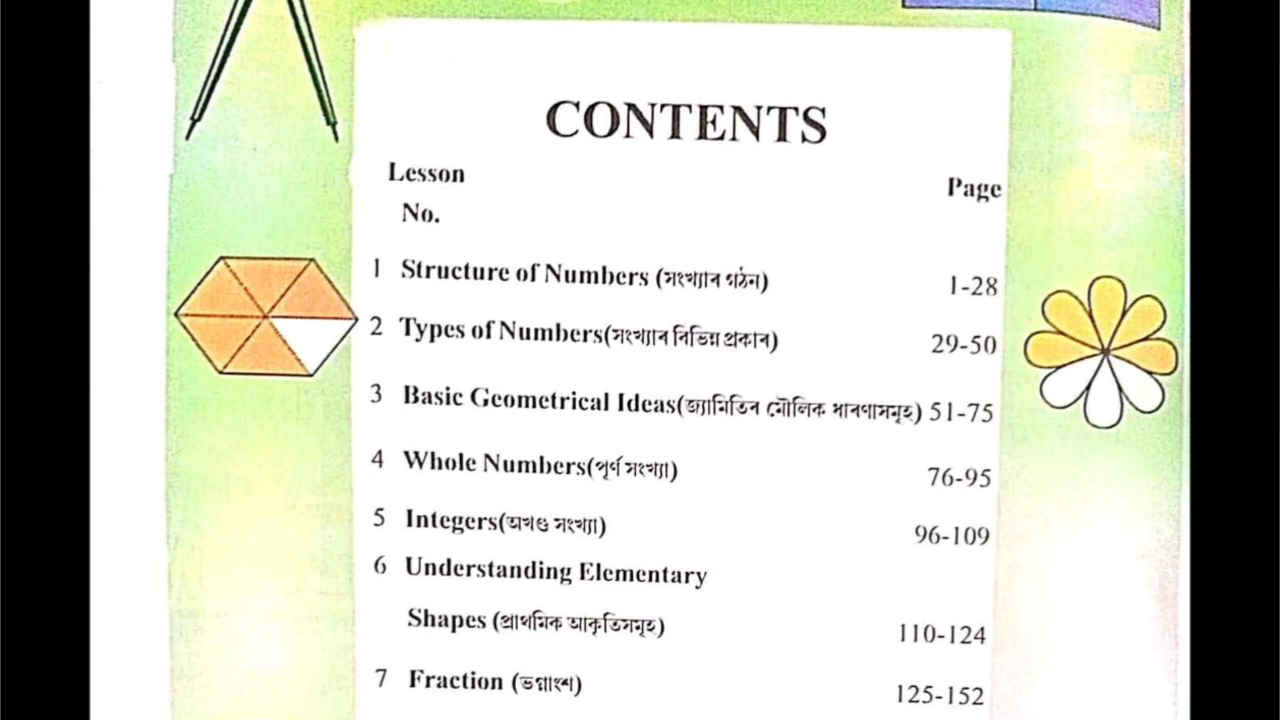 CONTENTS
Lesson No. Page
1 Structure of Numbers (সংখ্যাৰ গঠন) 1-28
2 Types of Numbers(সংখ্যাৰ বিভিন্ন প্ৰকাৰ) 29-50
3 Basic Geometrical Ideas(জ্যামিতিৰ মৌলিক ধাৰণাসমূহ) 51-75
4 Whole Numbers(পূৰ্ণ সংখ্যা) 76-95
5 Integers(অখণ্ড সংখ্যা) 96-109
6 Understanding Elementary
Shapes (প্ৰাথমিক আকৃতিসমূহ) 110-124
7 Fraction (ভগ্নাংশ) 125-152